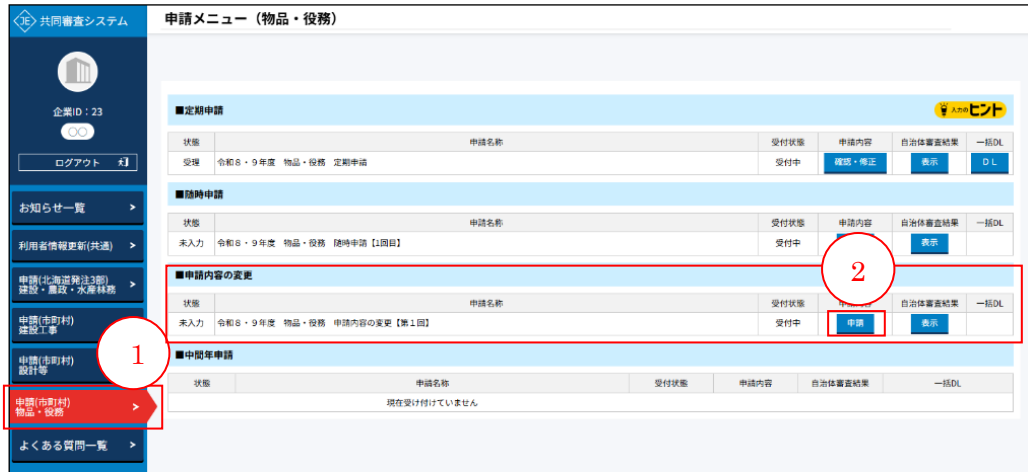 JE 共同審査システム
企業ID：23
〇〇
ログアウト
お知らせ一覧 >
利用者情報更新(共通) >
申請(北海道発注3部)
建設・農政・水産林務 >
申請(市町村)
建設工事
申請(市町村)
設計等
申請(市町村)
物品・役務 >
よくある質問一覧 >
1
申請メニュー（物品・役務）
■定期申請 入力のヒント
状態 申請名称 受付状態 申請内容 自治体審査結果 一括DL
受理 令和８・９年度 物品・役務 定期申請 受付中 確認・修正 表示 ＤＬ
■随時申請
状態 申請名称 受付状態 申請内容 自治体審査結果 一括DL
未入力 令和８・９年度 物品・役務 随時申請【1回目】 受付中 表示
■申請内容の変更
2
状態 申請名称 受付状態 自治体審査結果 一括DL
未入力 令和８・９年度 物品・役務 申請内容の変更【第１回】 受付中 申請 表示
■中間年申請
状態 申請名称 受付状態 申請内容 自治体審査結果 一括DL
現在受け付けていません